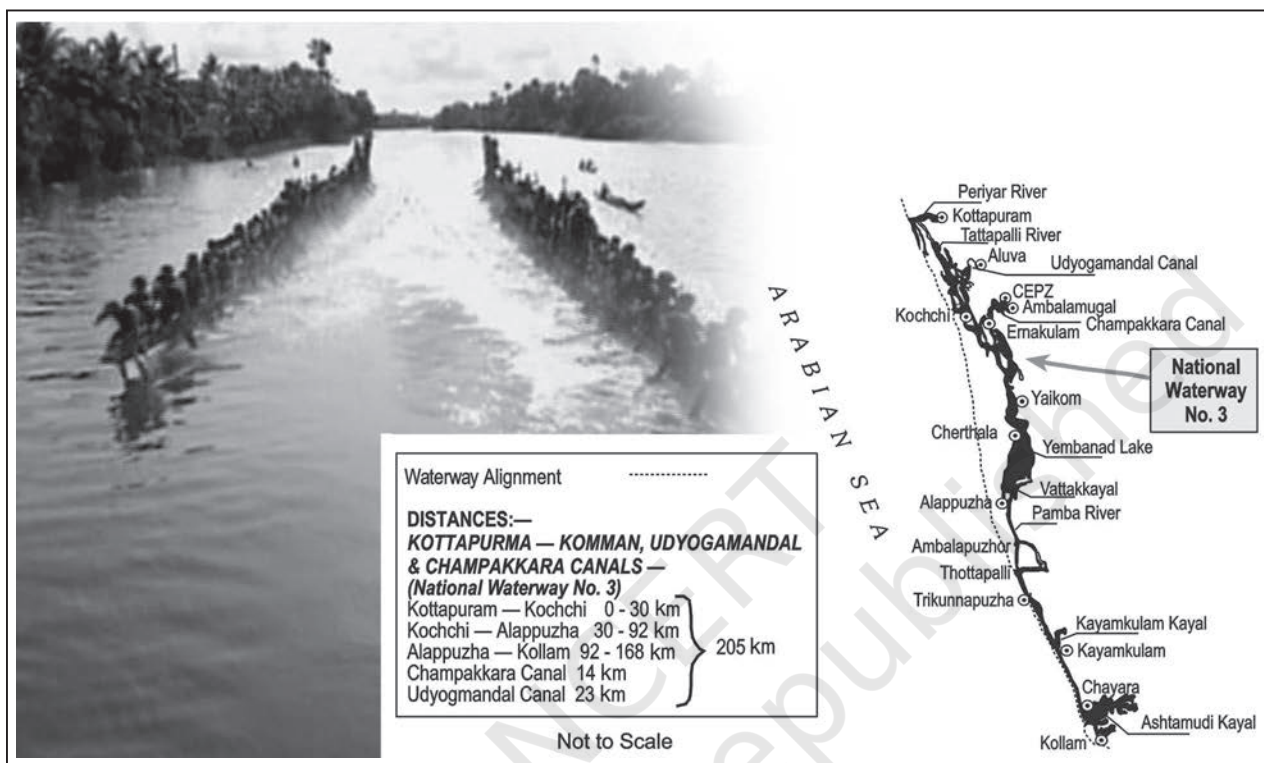 Periyar River
Kottapuram
Tattapalli River
Aluva
Udyogamandal Canal
CEPZ
Ambalamugal
Kochchi
Champakkara Canal
Ernakulam
ARABIAN SEA
National
Waterway
No. 3
Yaikom
Cherthala
Yembanad Lake
Vattakkayal
Alappuzha
Pamba River
Ambalapuzhor
Thottapalli
Trikunnapuzha
Kayamkulam Kayal
Kayamkulam
Chavara
Ashtamudi Kayal
Kollam
Waterway Alignment
DISTANCES:—
KOTTAPURMA — KOMMAN, UDYOGAMANDAL
& CHAMPAKKARA CANALS —
(National Waterway No. 3)
Kottapuram — Kochchi 0 - 30 km
Kochchi — Alappuzha 30 - 92 km
Alappuzha — Kollam 92 - 168 km
205 km
Champakkara Canal 14 km
Udyogmandal Canal 23 km
Not to Scale
NCERT
republished